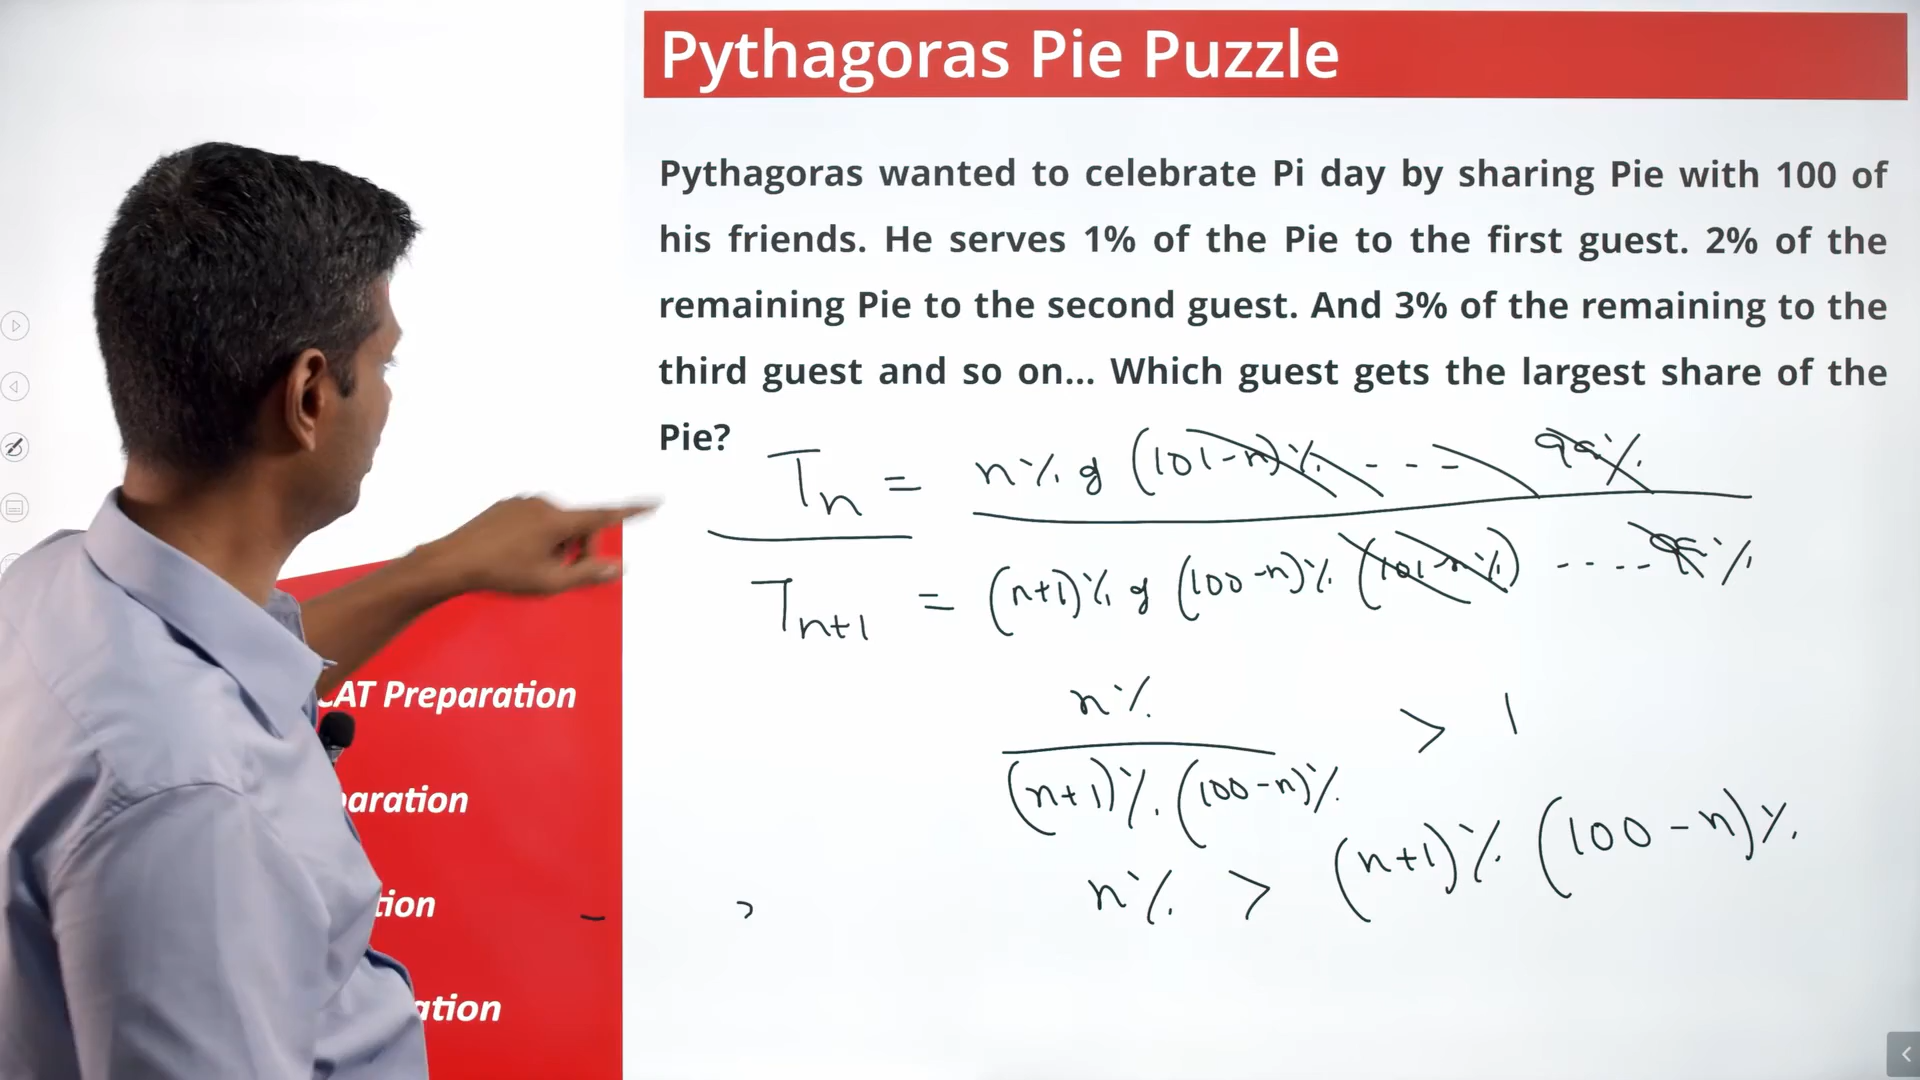 Pythagoras Pie Puzzle
Pythagoras wanted to celebrate Pi day by sharing Pie with 100 of
his friends. He serves 1% of the Pie to the first guest. 2% of the
remaining Pie to the second guest. And 3% of the remaining to the
third guest and so on... Which guest gets the largest share of the
Pie?
Tn = n% of (101-n)% --- 99%
Tn+1 = (n+1)% of (100-n)% (101-n%) ----- %
n%
(n+1)%. (100-n)%. > 1
n% > (n+1)% (100-n)%.
CAT Preparation
paration
tion
ation